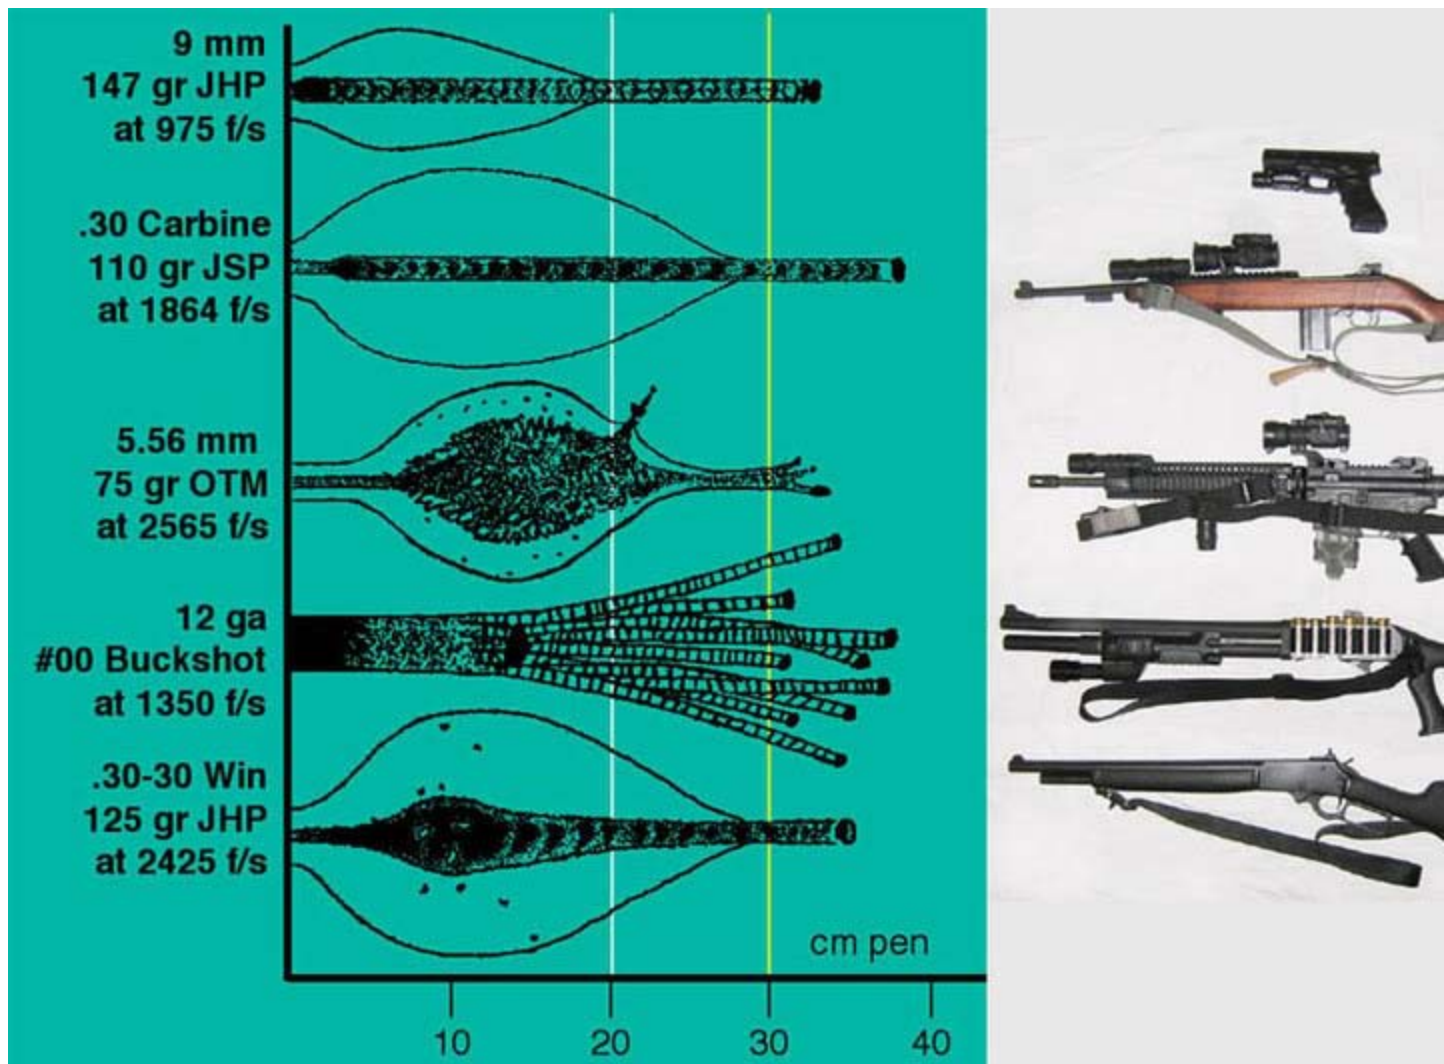 9 mm
147 gr JHP
at 975 f/s
.30 Carbine
110 gr JSP
at 1864 f/s
5.56 mm
75 gr OTM
at 2565 f/s
12 ga
#00 Buckshot
at 1350 f/s
.30-30 Win
125 gr JHP
at 2425 f/s
cm pen
10 20 30 40